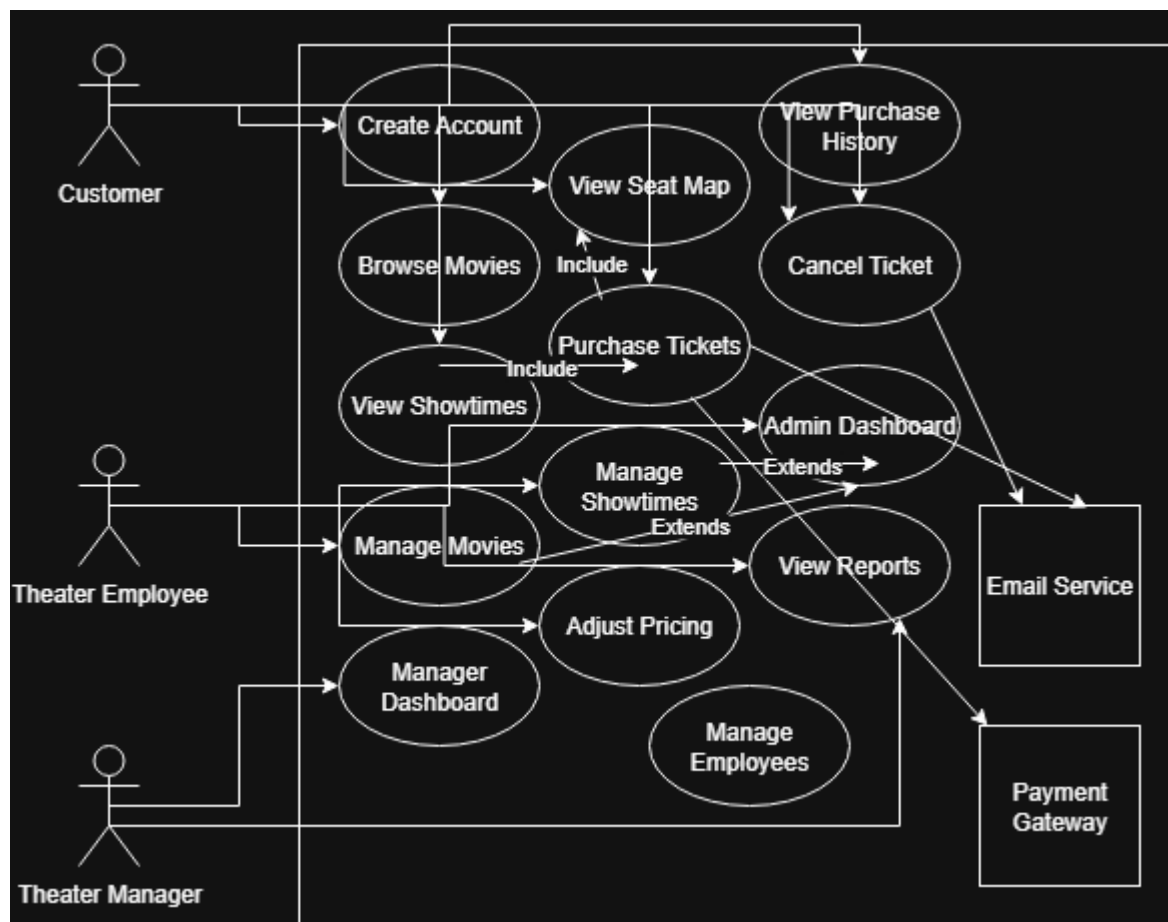 View Purchase
History
Create Account
Customer
View Seat Map
Browse Movies
Include
Cancel Ticket
Purchase Tickets
Include
View Showtimes
Admin Dashboard
Manage
Showtimes
Extends
Extends
Manage Movies
View Reports
Theater Employee
Email Service
Adjust Pricing
Manager
Dashboard
Manage
Employees
Payment
Gateway
Theater Manager